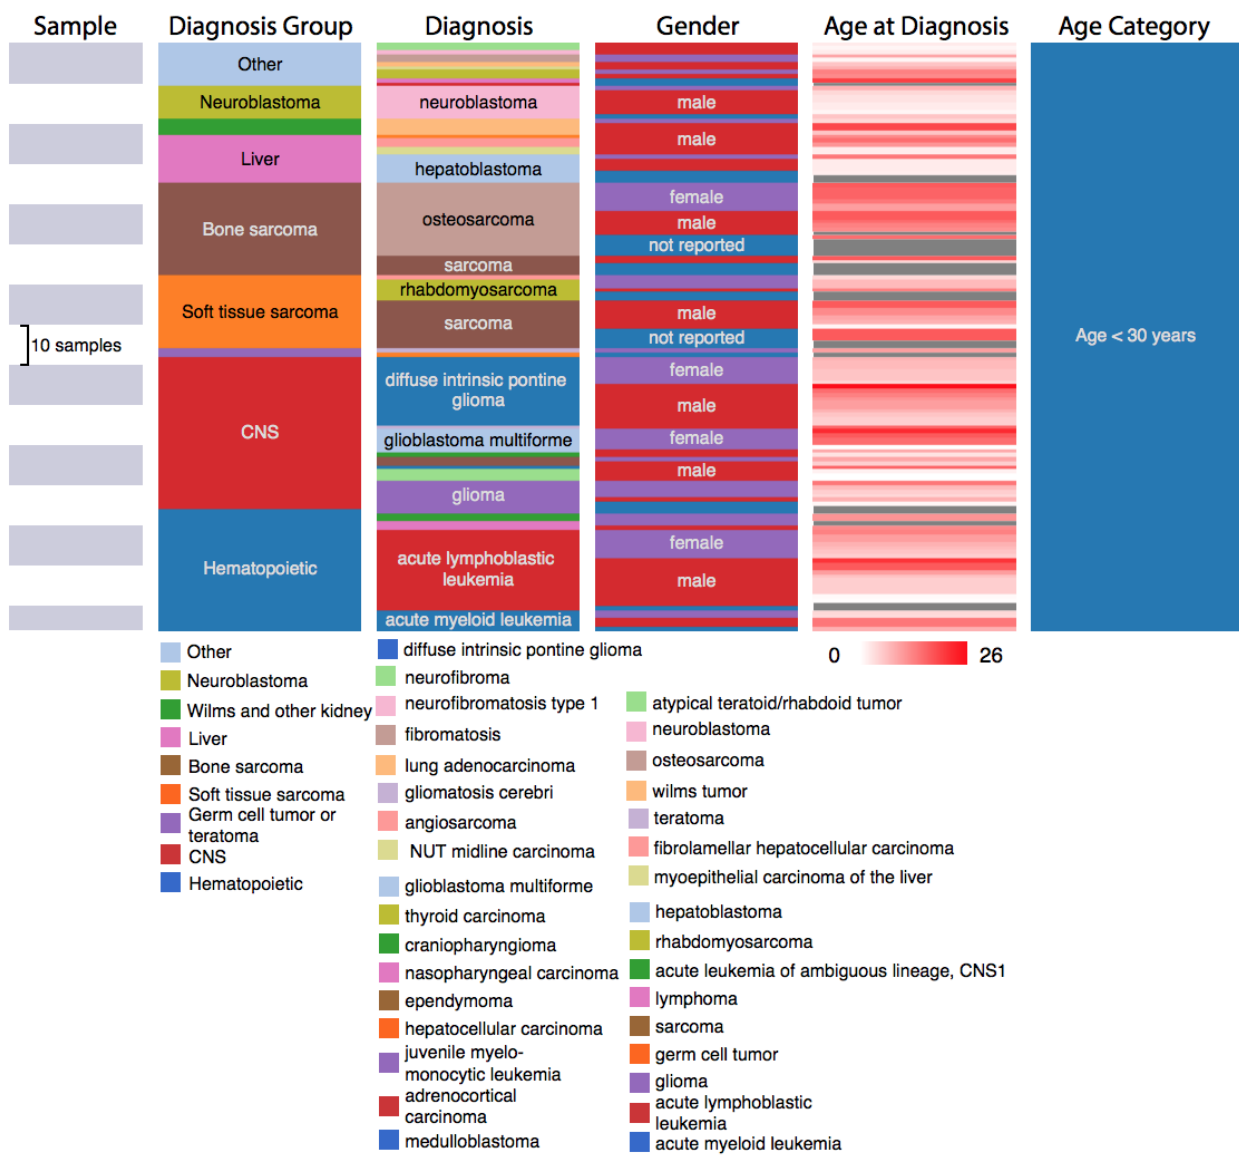 Sample
Diagnosis Group
Diagnosis
Gender
Age at Diagnosis
Age Category
Other
Neuroblastoma
neuroblastoma
male
male
Liver
hepatoblastoma
female
osteosarcoma
male
Bone sarcoma
not reported
sarcoma
rhabdomyosarcoma
Soft tissue sarcoma
male
sarcoma
not reported
10 samples
Age < 30 years
female
diffuse intrinsic pontine
glioma
male
CNS
glioblastoma multiforme
female
male
glioma
female
acute lymphoblastic
leukemia
Hematopoietic
male
acute myeloid leukemia
0
26
Other
Neuroblastoma
Wilms and other kidney
Liver
Bone sarcoma
Soft tissue sarcoma
Germ cell tumor or
teratoma
CNS
Hematopoietic
diffuse intrinsic pontine glioma
neurofibroma
neurofibromatosis type 1
fibromatosis
lung adenocarcinoma
gliomatosis cerebri
angiosarcoma
NUT midline carcinoma
glioblastoma multiforme
thyroid carcinoma
craniopharyngioma
nasopharyngeal carcinoma
ependymoma
hepatocellular carcinoma
juvenile myelo-
monocytic leukemia
adrenocortical
carcinoma
medulloblastoma
atypical teratoid/rhabdoid tumor
neuroblastoma
osteosarcoma
wilms tumor
teratoma
fibrolamellar hepatocellular carcinoma
myoepithelial carcinoma of the liver
hepatoblastoma
rhabdomyosarcoma
acute leukemia of ambiguous lineage, CNS1
lymphoma
sarcoma
germ cell tumor
glioma
acute lymphoblastic
leukemia
acute myeloid leukemia